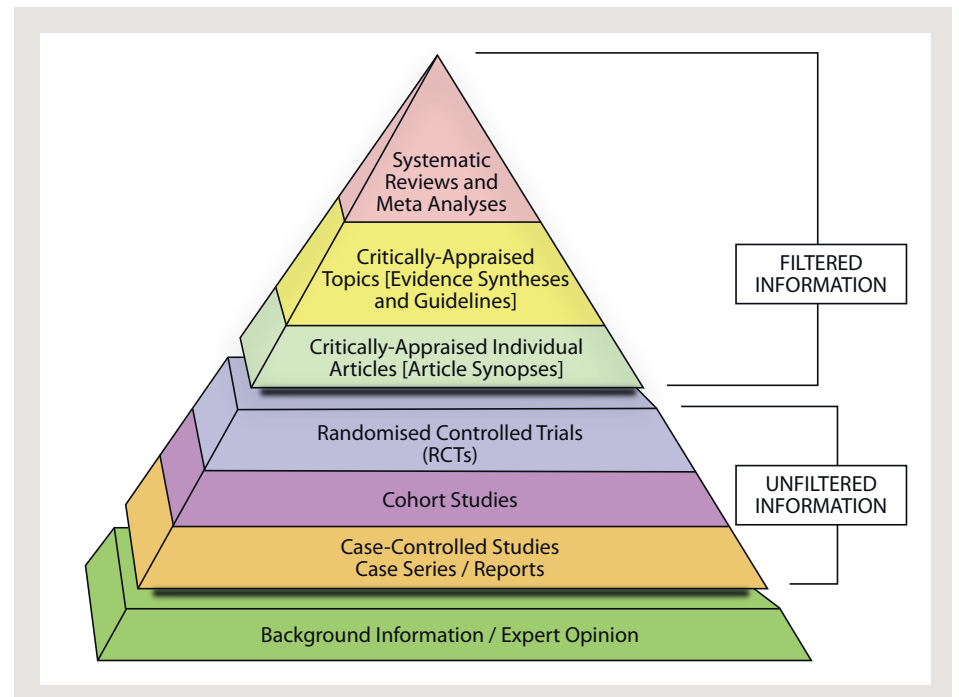 Systematic
Reviews and
Meta Analyses
Critically-Appraised
Topics [Evidence Syntheses
and Guidelines]
Critically-Appraised Individual
Articles [Article Synopses]
FILTERED
INFORMATION
Randomised Controlled Trials
(RCTs)
Cohort Studies
Case-Controlled Studies
Case Series / Reports
UNFILTERED
INFORMATION
Background Information / Expert Opinion